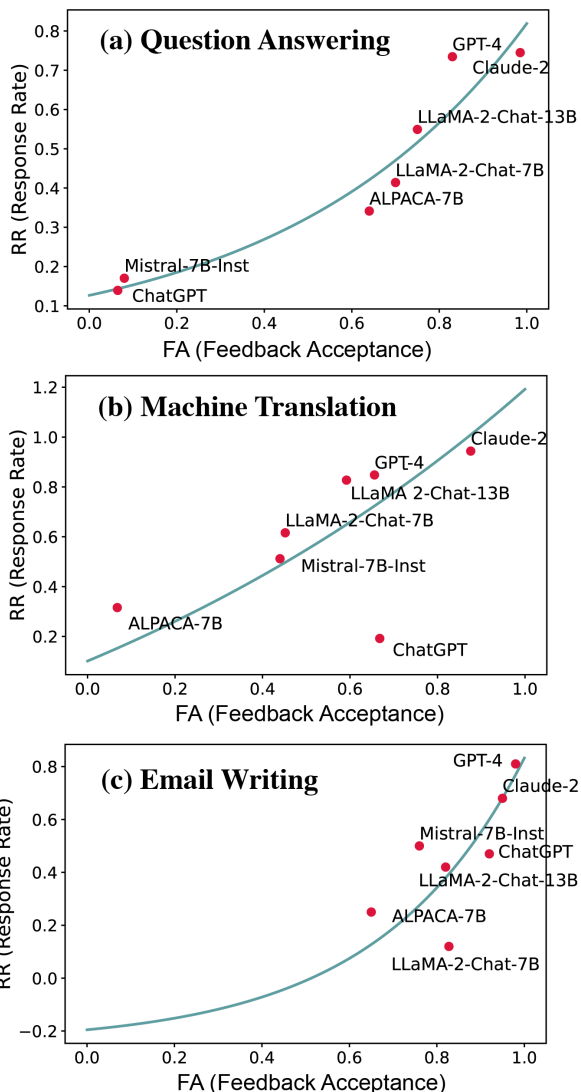 (a) Question Answering
RR (Response Rate)
0.8
0.7
0.6
0.5
0.4
0.3
0.2
0.1
GPT-4
Claude-2
LLaMA-2-Chat-13B
LLaMA-2-Chat-7B
ALPACA-7B
Mistral-7B-Inst
ChatGPT
0.0 0.2 0.4 0.6 0.8 1.0
FA (Feedback Acceptance)
(b) Machine Translation
RR (Response Rate)
1.2
1.0
0.8
0.6
0.4
0.2
Claude-2
GPT-4
LLaMA 2-Chat-13B
LLaMA-2-Chat-7B
Mistral-7B-Inst
ALPACA-7B
ChatGPT
0.0 0.2 0.4 0.6 0.8 1.0
FA (Feedback Acceptance)
(c) Email Writing
RR (Response Rate)
0.8
0.6
0.4
0.2
0.0
−0.2
GPT-4
Claude-2
Mistral-7B-Inst
ChatGPT
LLaMA-2-Chat-13B
ALPACA-7B
LLaMA-2-Chat-7B
0.0 0.2 0.4 0.6 0.8 1.0
FA (Feedback Acceptance)